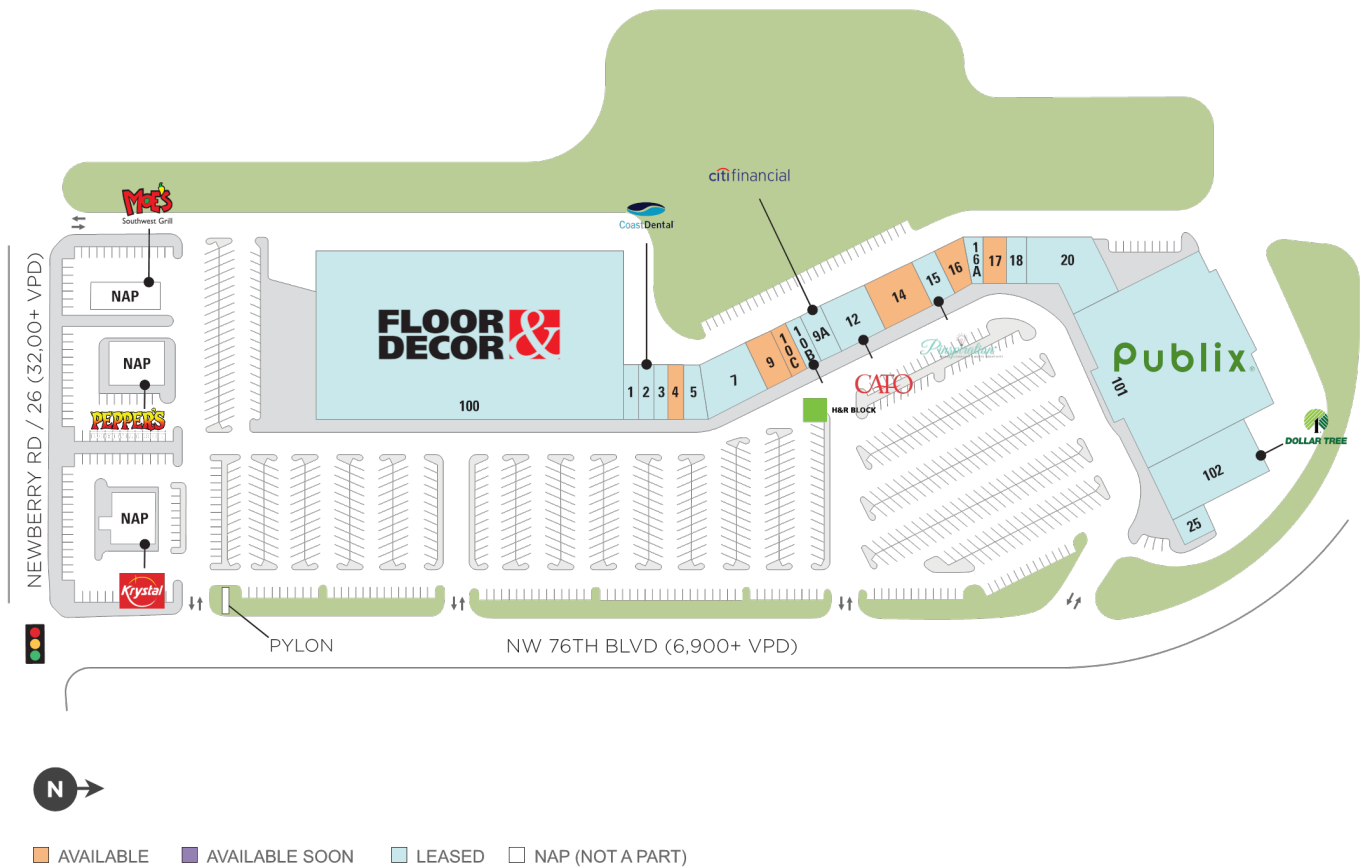 citifinancial
MOE'S
Southwest Grill
CoastDental
NEWBERRY RD / 26 (32,00+ VPD)
NAP
NAP
PEPPER'S
NAP
Krystal
FLOOR & DECOR
100
1
2
3
4
5
7
9
10C
10B
9A
12
14
15
16
16A
17
18
20
Pinspiration
CATO
H&R BLOCK
Publix
101
102
25
DOLLAR TREE
PYLON
NW 76TH BLVD (6,900+ VPD)
N
AVAILABLE
AVAILABLE SOON
LEASED
NAP (NOT A PART)